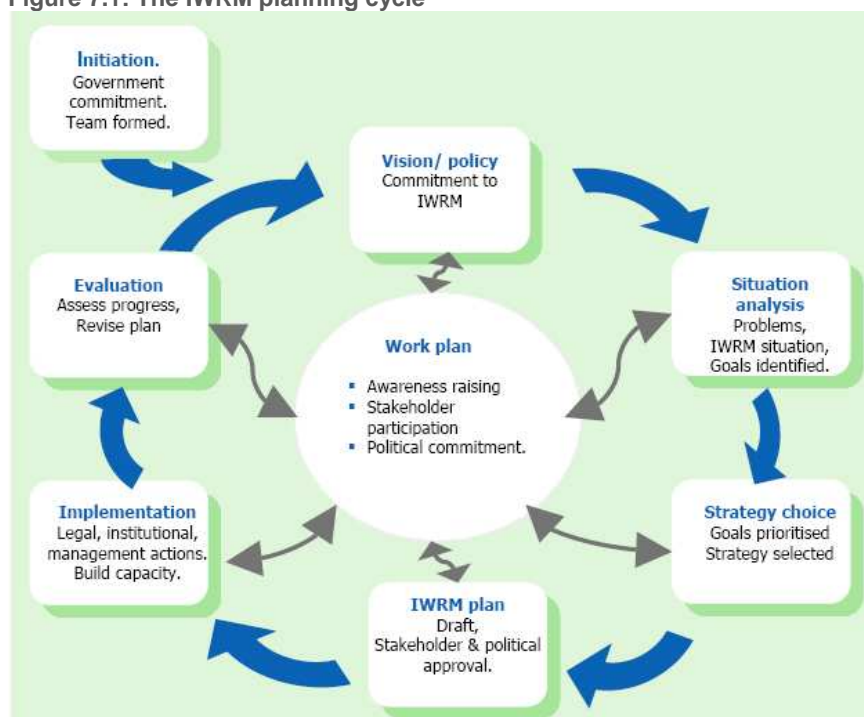 Figure 7.1: The IWRM planning cycle
Initiation.
Government
commitment.
Team formed.
Vision/ policy
Commitment to
IWRM
Situation
analysis
Problems,
IWRM situation,
Goals identified.
Strategy choice
Goals prioritised
Strategy selected
IWRM plan
Draft,
Stakeholder & political
approval.
Implementation
Legal, institutional,
management actions.
Build capacity.
Evaluation
Assess progress,
Revise plan
Work plan
▪ Awareness raising
▪ Stakeholder
participation
▪ Political commitment.